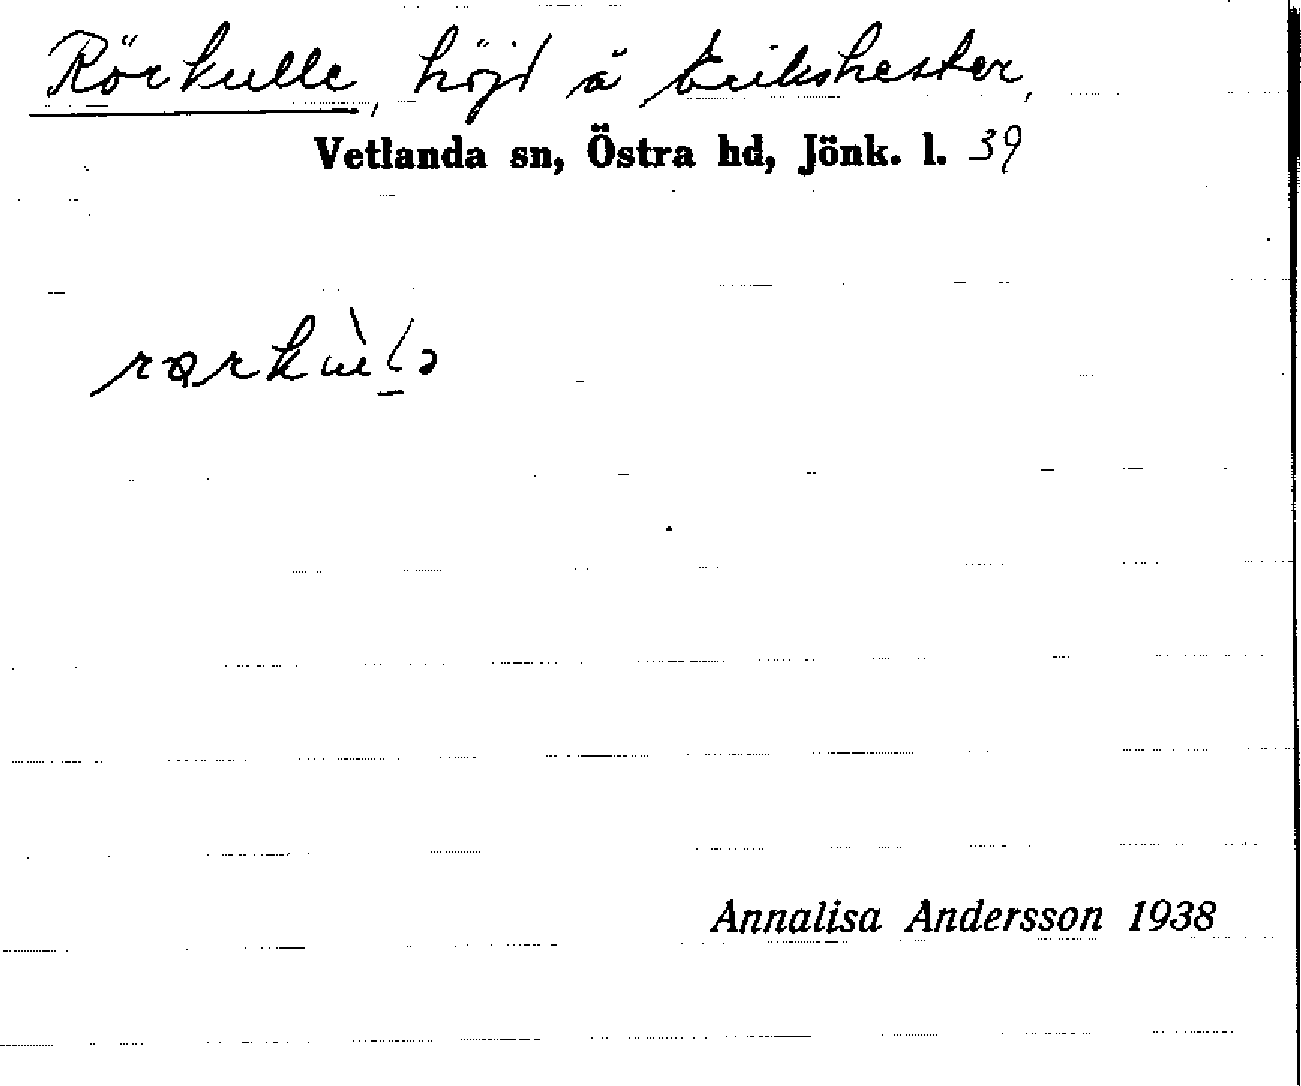 Rörkulle, höjd å Erikshester,
Vetlanda sn, Östra hd, Jönk. l. 39
Annalisa Andersson 1938